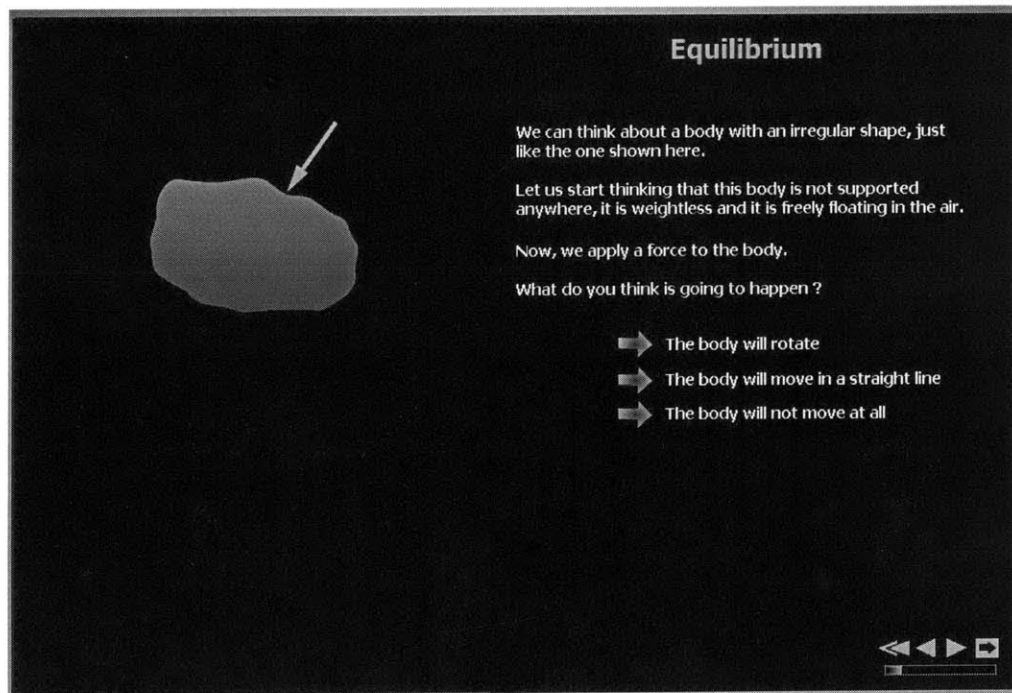 Equilibrium
We can think about a body with an irregular shape, just
like the one shown here.
Let us start thinking that this body is not supported
anywhere, it is weightless and it is freely floating in the air.
Now, we apply a force to the body.
What do you think is going to happen ?
The body will rotate
The body will move in a straight line
The body will not move at all